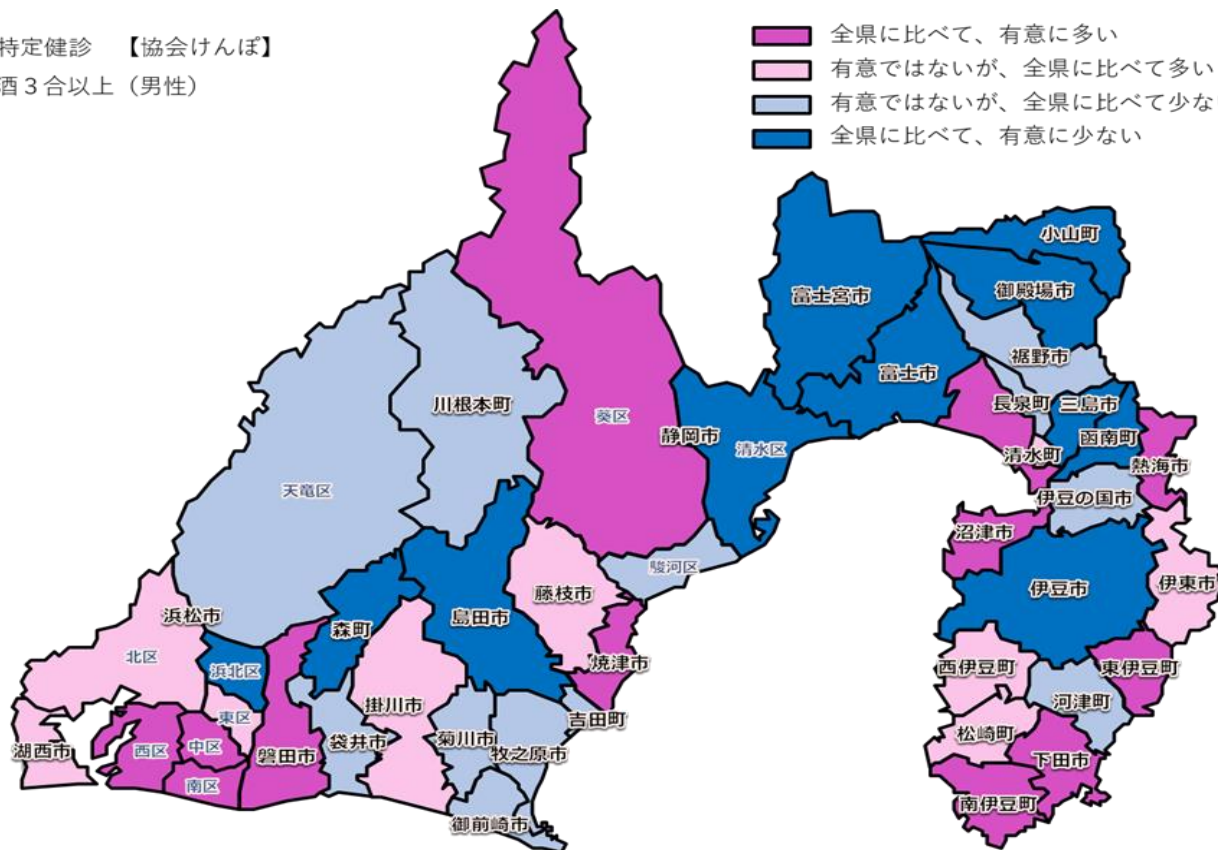 特定健診 【協会けんぽ】
酒３合以上（男性）
全県に比べて、有意に多い
有意ではないが、全県に比べて多い
有意ではないが、全県に比べて少な
全県に比べて、有意に少ない
小山町
御殿場市
富士宮市
裾野市
富士市
長泉町
三島市
川根本町
葵区
静岡市
清水区
函南町
清水町
熱海市
天竜区
伊豆の国市
沼津市
駿河区
藤枝市
伊豆市
伊東市
浜松市
森町
島田市
北区
浜北区
焼津市
西伊豆町
東伊豆町
掛川市
河津町
東区
吉田町
湖西市
西区
中区
磐田市
袋井市
菊川市
牧之原市
松崎町
下田市
南区
御前崎市
南伊豆町